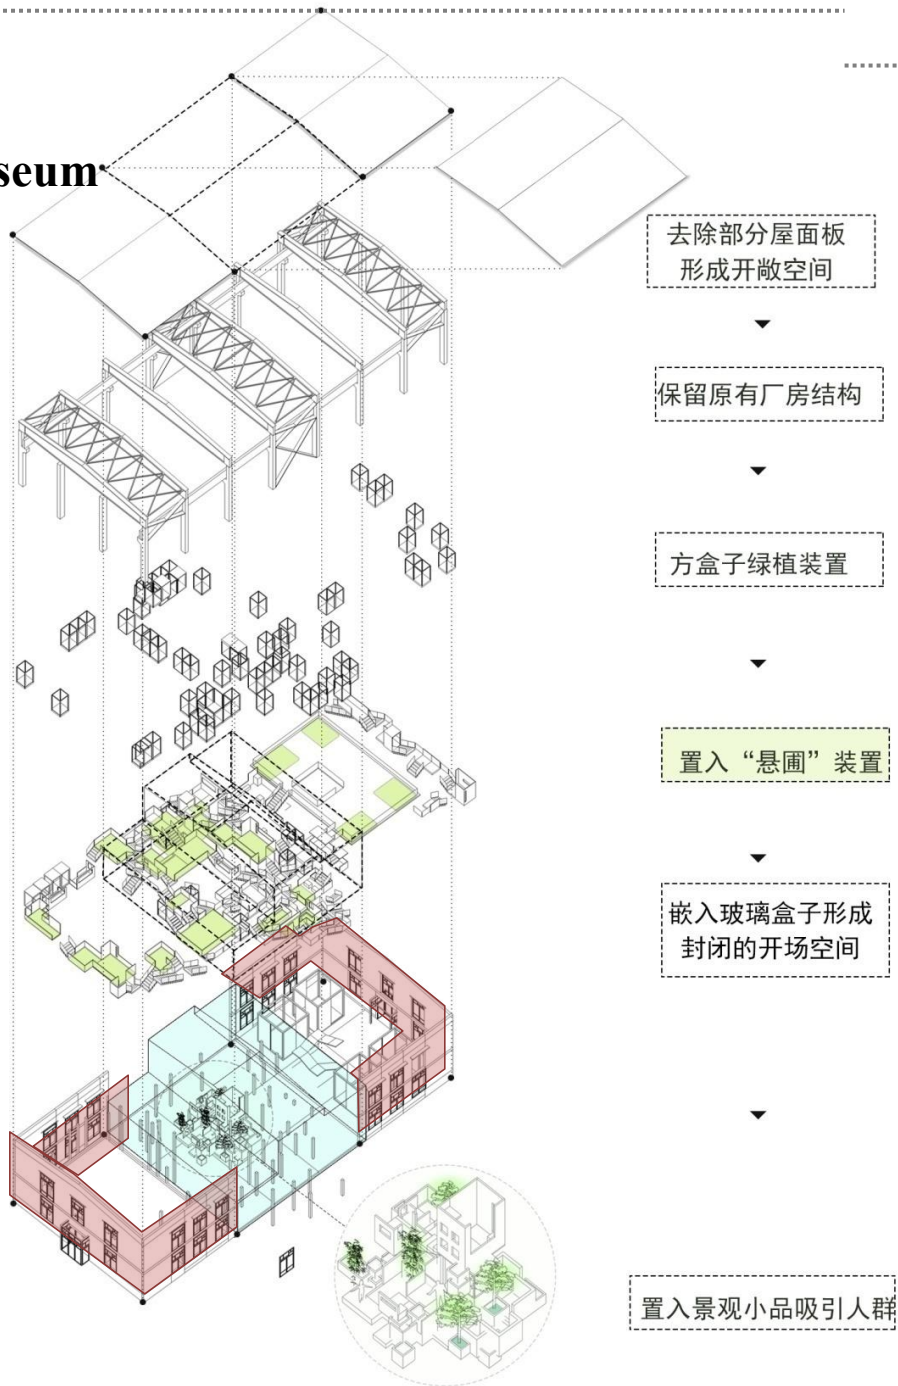 seum
去除部分屋面板
形成开敞空间
保留原有厂房结构
方盒子绿植装置
置入“悬圃”装置
嵌入玻璃盒子形成
封闭的开场空间
置入景观小品吸引人群